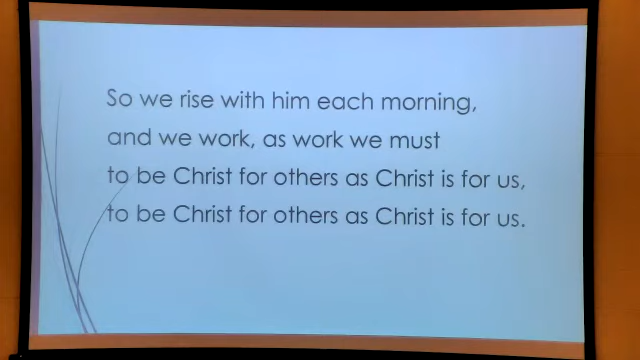 So we rise with him each morning,
and we work, as work we must
to be Christ for others as Christ is for us,
to be Christ for others as Christ is for us.